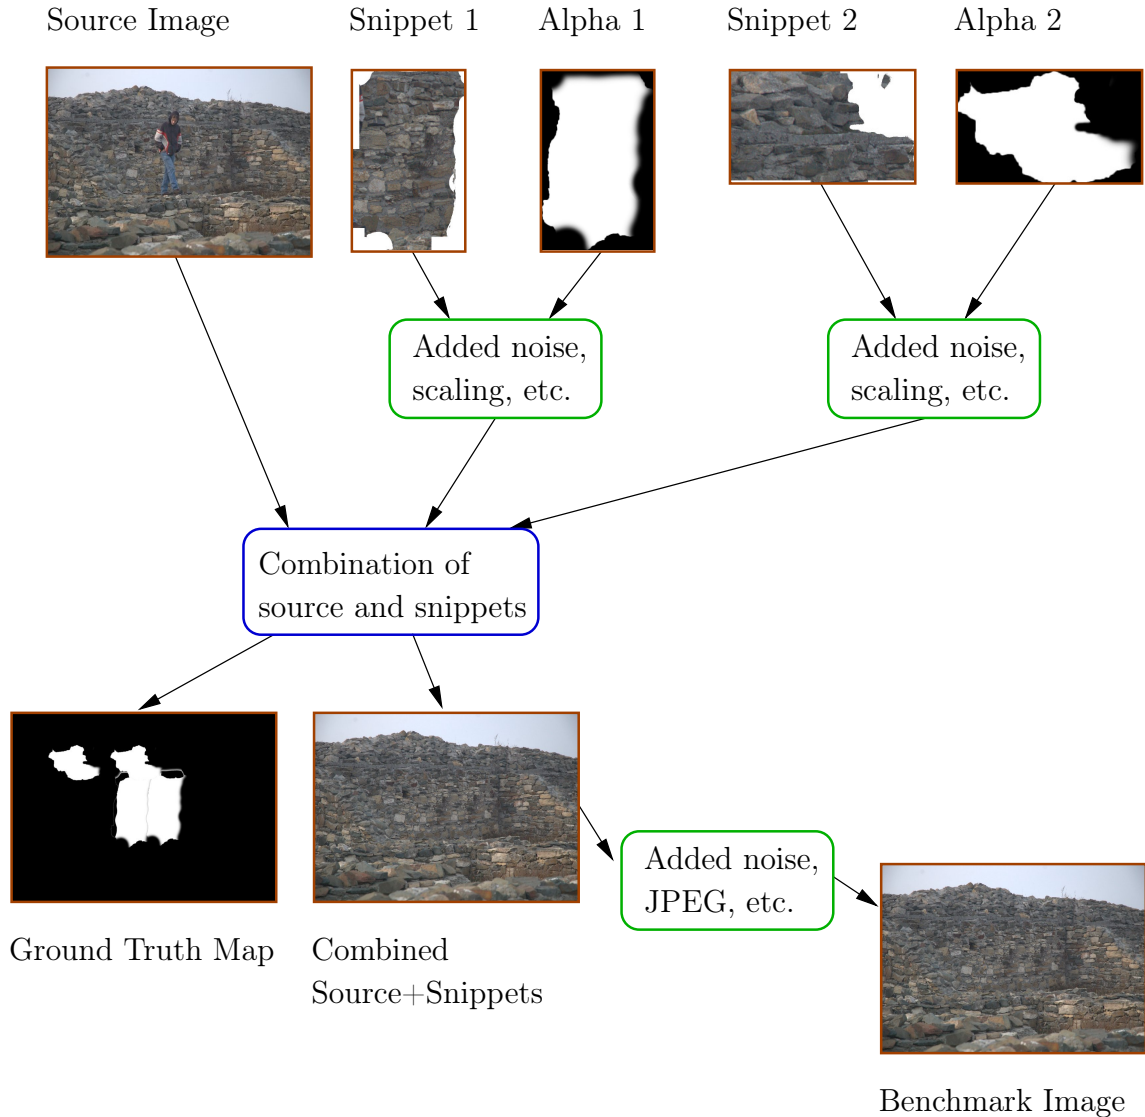 Source Image
Snippet 1
Alpha 1
Snippet 2
Alpha 2
Added noise,
scaling, etc.
Added noise,
scaling, etc.
Combination of
source and snippets
Added noise,
JPEG, etc.
Ground Truth Map
Combined
Source+Snippets
Benchmark Image